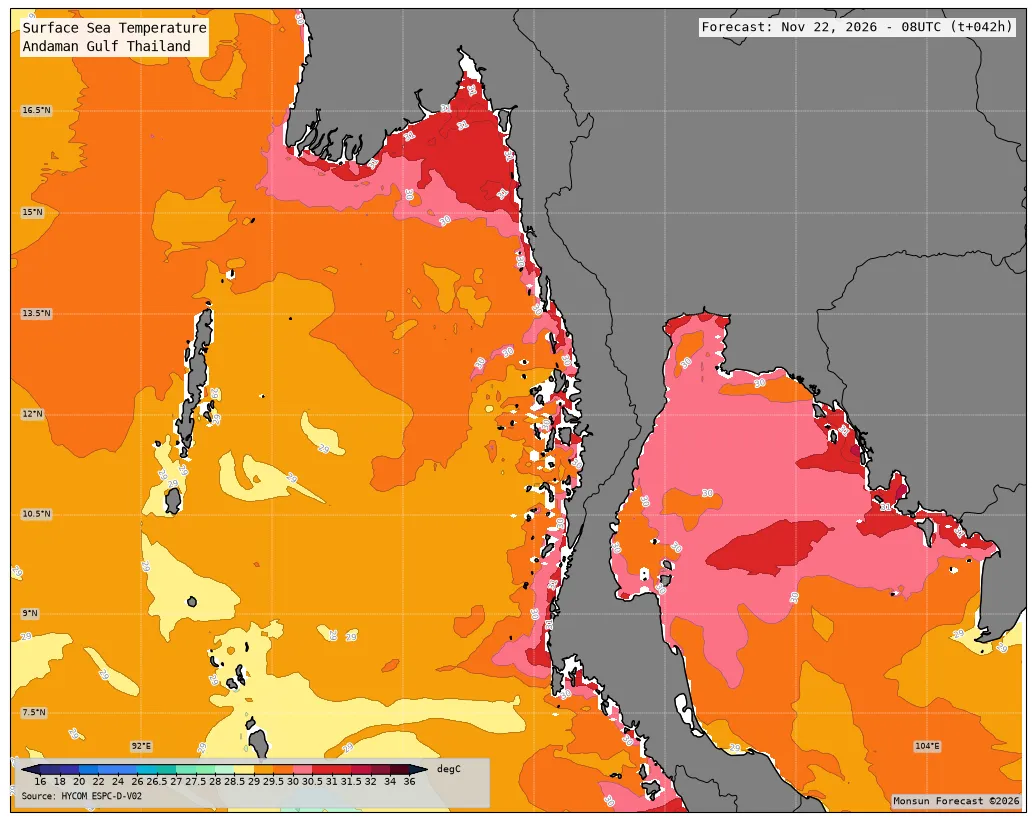 Surface Sea Temperature
Andaman Gulf Thailand
Forecast: Nov 22, 2026 - 08UTC (t+042h)
16.5°N
15°N
13.5°N
12°N
10.5°N
9°N
7.5°N
92°E
104°E
degC
16 18 20 22 24 26 26.5 27 27.5 28 28.5 29 29.5 30 30.5 31 31.5 32 34 36
Source: HYCOM ESPC-D-V02
Monsun Forecast ©2026